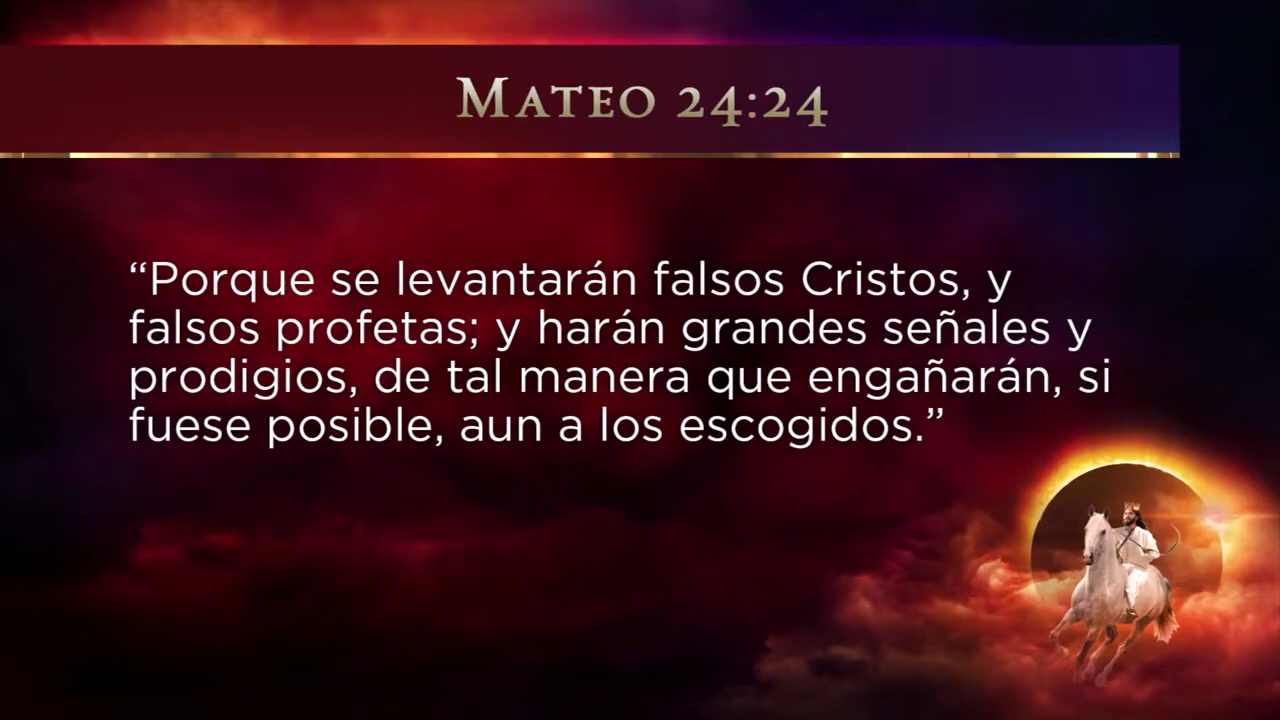 Mateo 24:24
“Porque se levantarán falsos Cristos, y
falsos profetas; y harán grandes señales y
prodigios, de tal manera que engañarán, si
fuese posible, aun a los escogidos.”